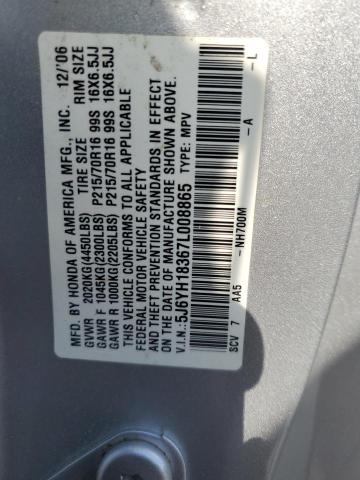 MFD. BY HONDA OF AMERICA MFG., INC. 12/'06
RIM SIZE
GVWR 2020KG(4450LBS)
GAWR F 1045KG(2300LBS) P215/70R16 99S 16X6.5JJ
GAWR R 1000KG(2205LBS) P215/70R16 99S 16X6.5JJ
THIS VEHICLE CONFORMS TO ALL APPLICABLE
FEDERAL MOTOR VEHICLE SAFETY
AND THEFT PREVENTION STANDARDS IN EFFECT
ON THE DATE OF MANUFACTURE SHOWN ABOVE.
V.I.N.: 5J6YH18367L008665 TYPE: MPV
SCV 7 AA5 -NH700M -A -L